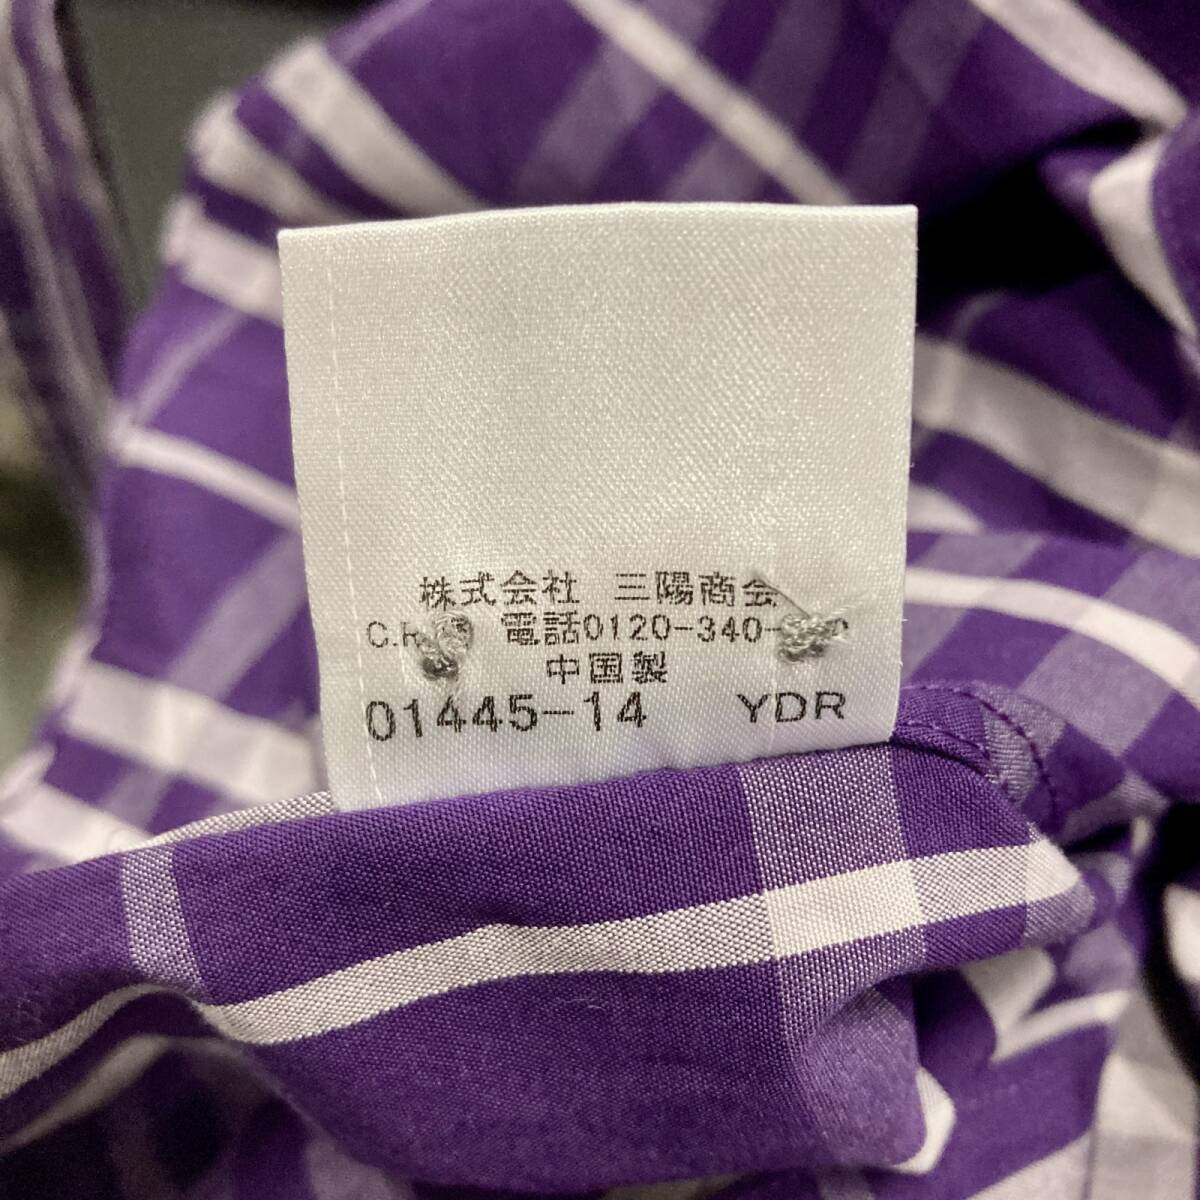 株式会社 三陽商会
電話0120-340-
中国製
01445-14 YDR